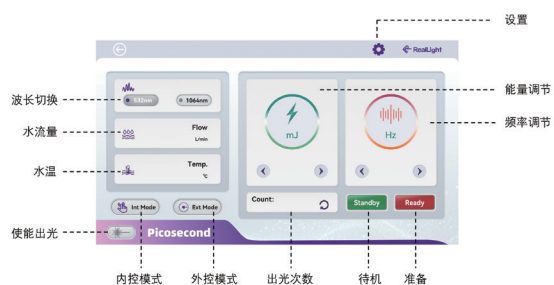 设置
RealLight
532nm
1064nm
波长切换
能量调节
mJ
Hz
频率调节
水流量
Flow
L/min
水温
Temp.
℃
Int Mode
Ext Mode
Count:
Standby
Ready
使能出光
Picosecond
内控模式
外控模式
出光次数
待机
准备